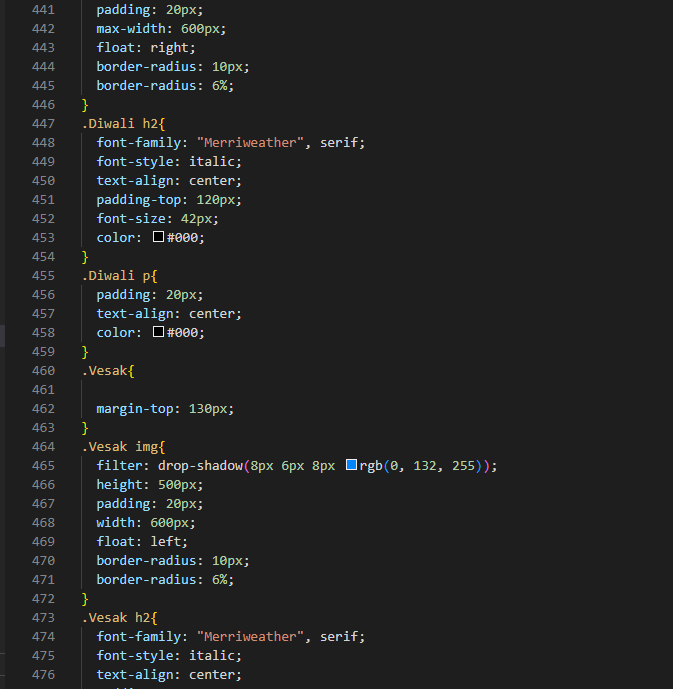 441 padding: 20px;
442 max-width: 600px;
443 float: right;
444 border-radius: 10px;
445 border-radius: 6%;
446 }
447 .Diwali h2{
448 font-family: "Merriweather", serif;
449 font-style: italic;
450 text-align: center;
451 padding-top: 120px;
452 font-size: 42px;
453 color: #000;
454 }
455 .Diwali p{
456 padding: 20px;
457 text-align: center;
458 color: #000;
459 }
460 .Vesak{
461
462 margin-top: 130px;
463 }
464 .Vesak img{
465 filter: drop-shadow(8px 6px 8px rgb(0, 132, 255));
466 height: 500px;
467 padding: 20px;
468 width: 600px;
469 float: left;
470 border-radius: 10px;
471 border-radius: 6%;
472 }
473 .Vesak h2{
474 font-family: "Merriweather", serif;
475 font-style: italic;
476 text-align: center;